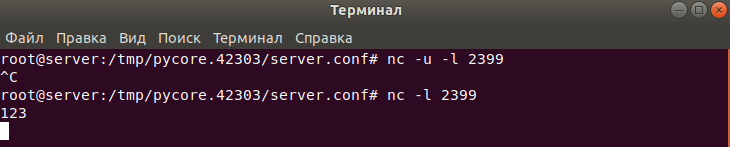 Терминал
Файл Правка Вид Поиск Терминал Справка
root@server:/tmp/pycore.42303/server.conf# nc -u -l 2399
^C
root@server:/tmp/pycore.42303/server.conf# nc -l 2399
123